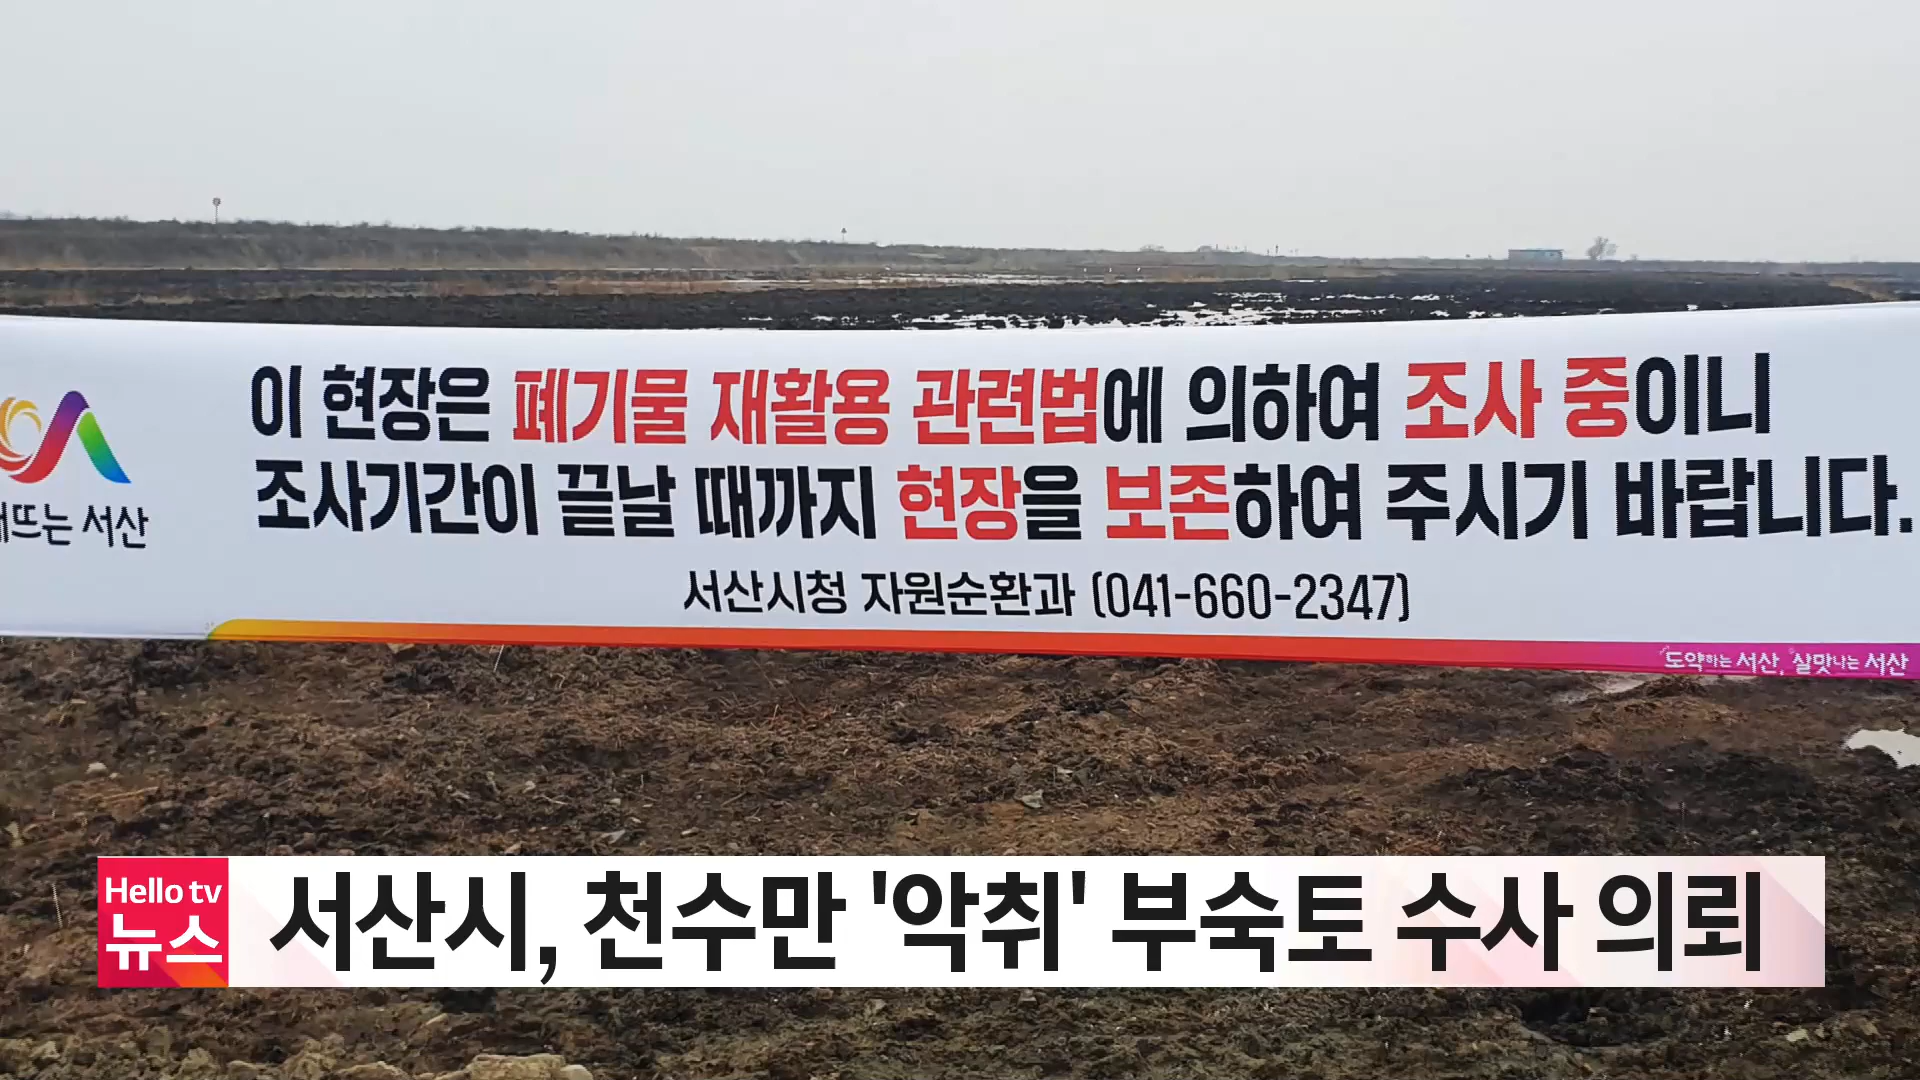 이 현장은 폐기물 재활용 관련법에 의하여 조사 중이니
조사기간이 끝날 때까지 현장을 보존하여 주시기 바랍니다.
뜨는 서산
서산시청 자원순환과 (041-660-2347)
도약하는 서산, 살맛나는 서산
Hello tv
뉴스
서산시, 천수만 '악취' 부숙토 수사 의뢰